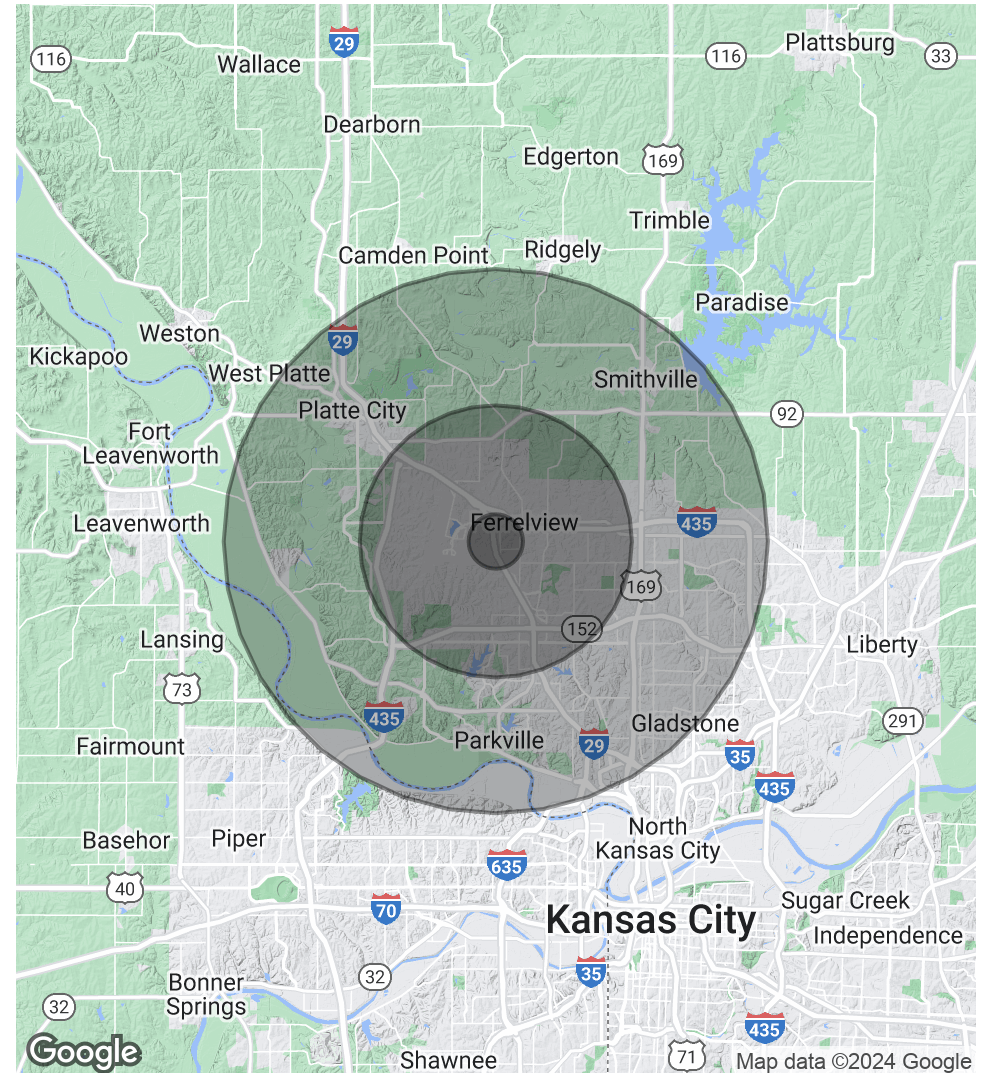 29
116
Wallace
116
Plattsburg
33
Dearborn
Edgerton
169
Trimble
Camden Point
Ridgely
Paradise
Weston
29
Kickapoo
West Platte
Smithville
Platte City
92
Fort
Leavenworth
Leavenworth
Ferrelview
435
169
152
Lansing
Liberty
73
435
Gladstone
291
Fairmount
Parkville
29
35
435
Basehor
Piper
North
Kansas City
635
40
70
Sugar Creek
Kansas City
Independence
35
32
Bonner
Springs
32
435
Google
Shawnee
71
Map data ©2024 Google